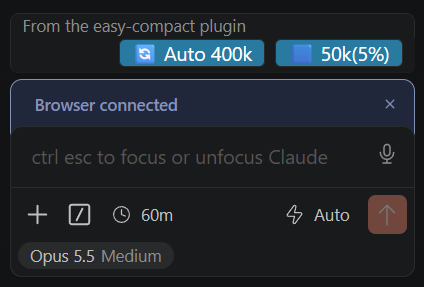 From the easy-compact plugin
Auto 400k 50k(5%)
Browser connected
ctrl esc to focus or unfocus Claude
60m Auto
Opus 5.5 Medium